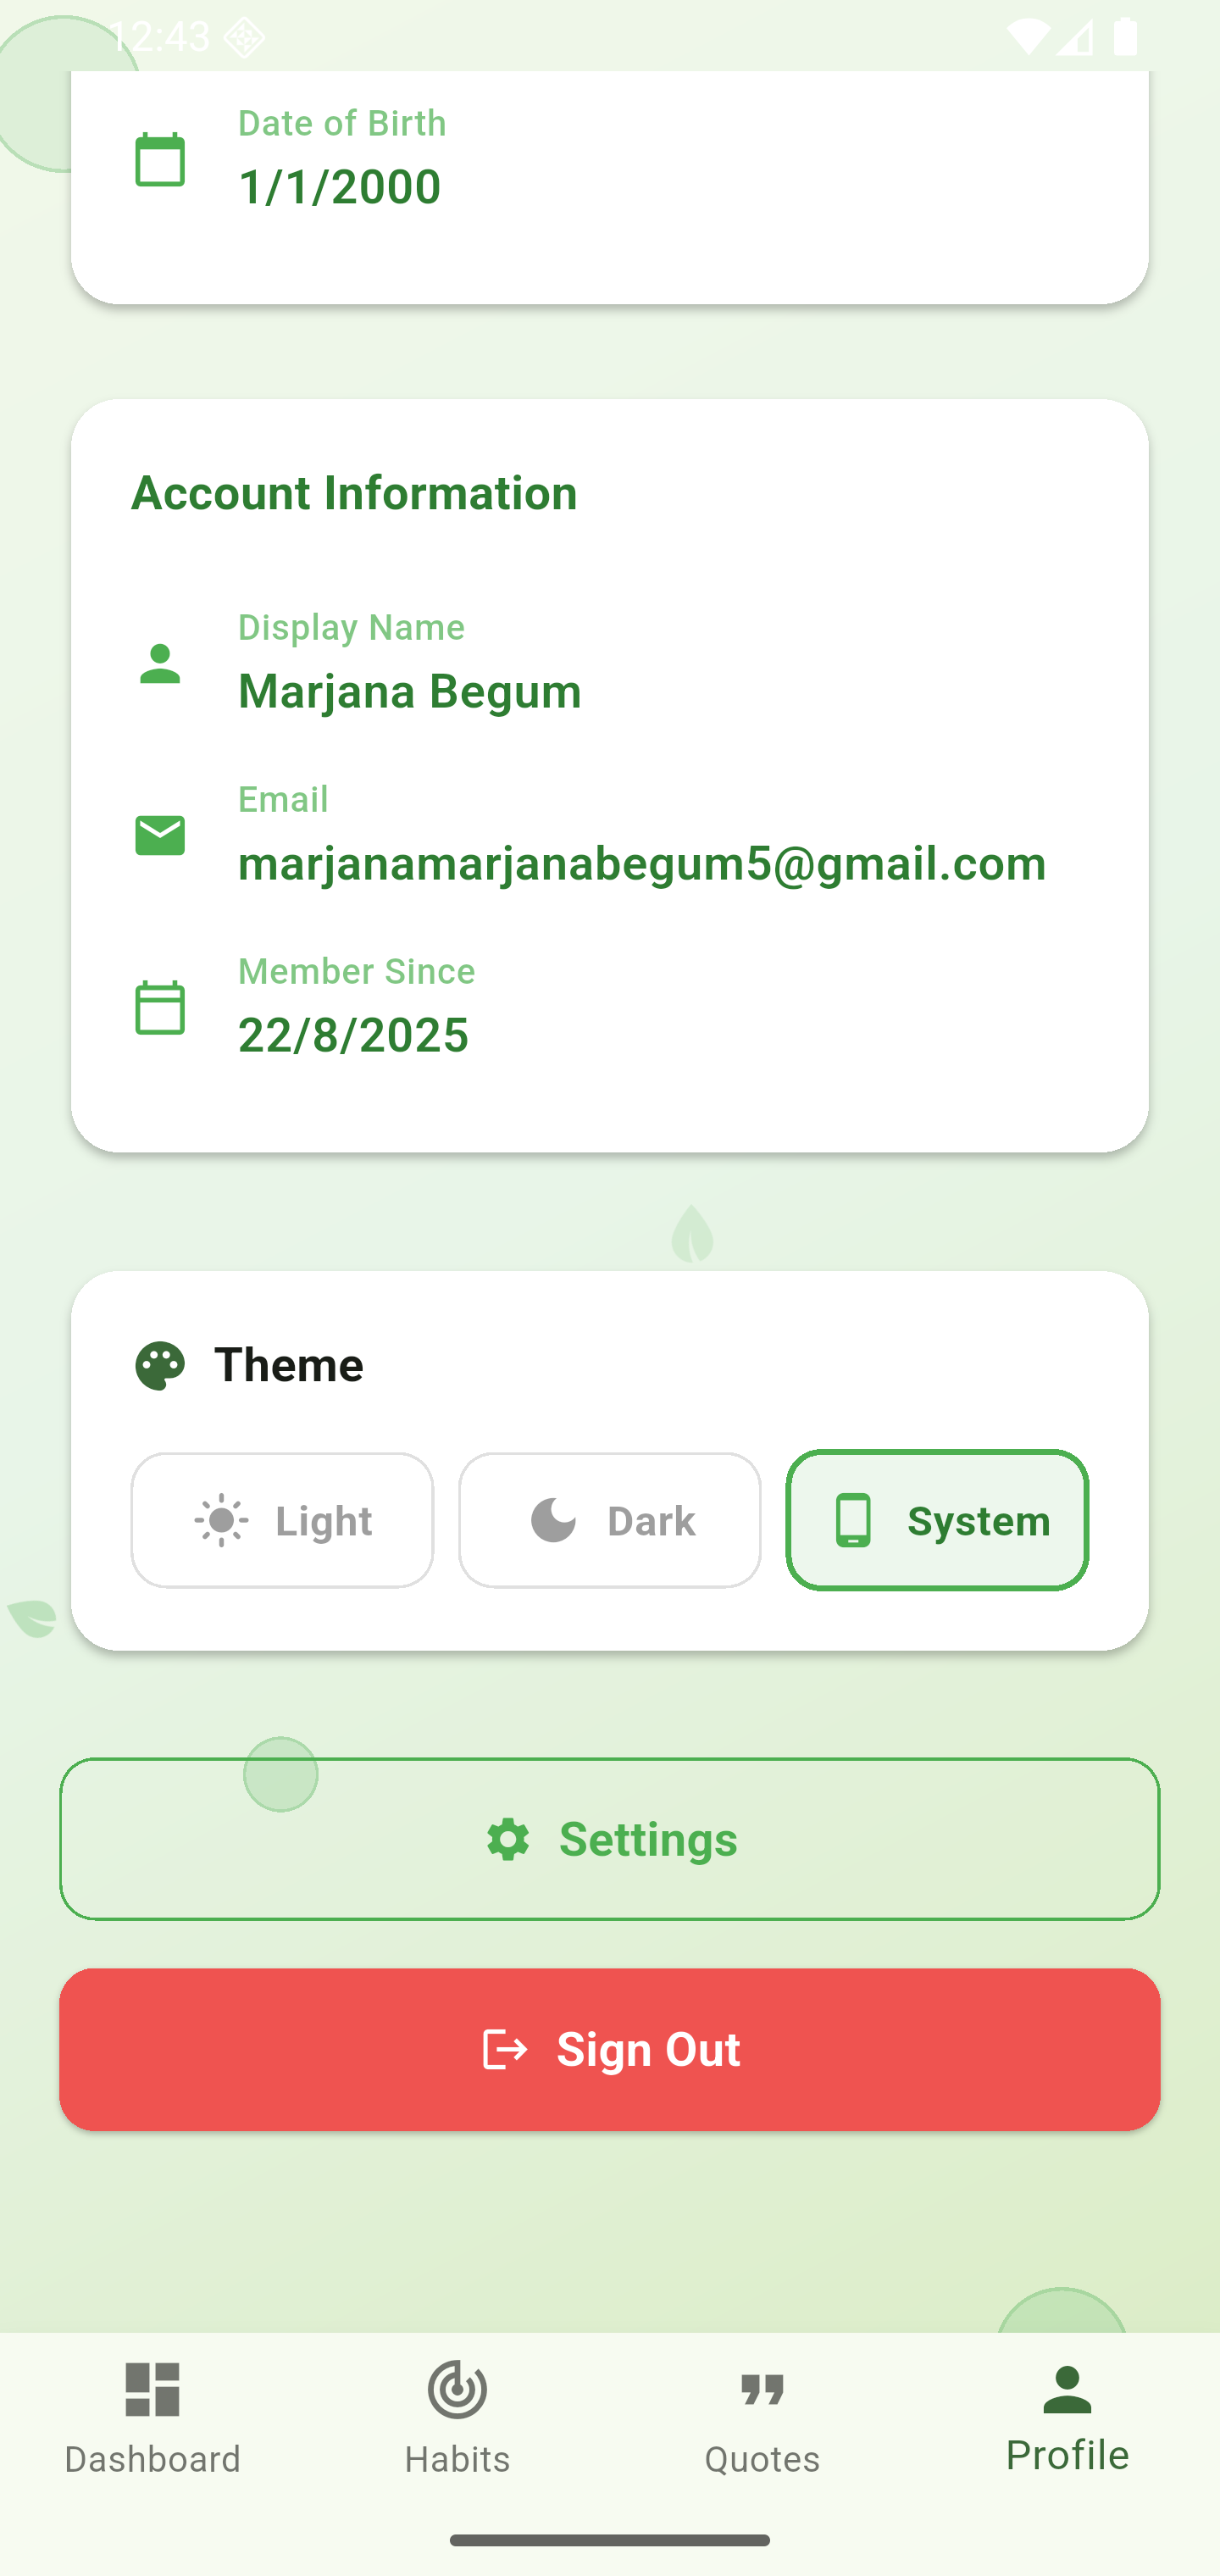 12:43
Date of Birth
1/1/2000
Account Information
Display Name
Marjana Begum
Email
marjanamarjanabegum5@gmail.com
Member Since
22/8/2025
Theme
Light Dark System
Settings
Sign Out
Dashboard Habits Quotes Profile